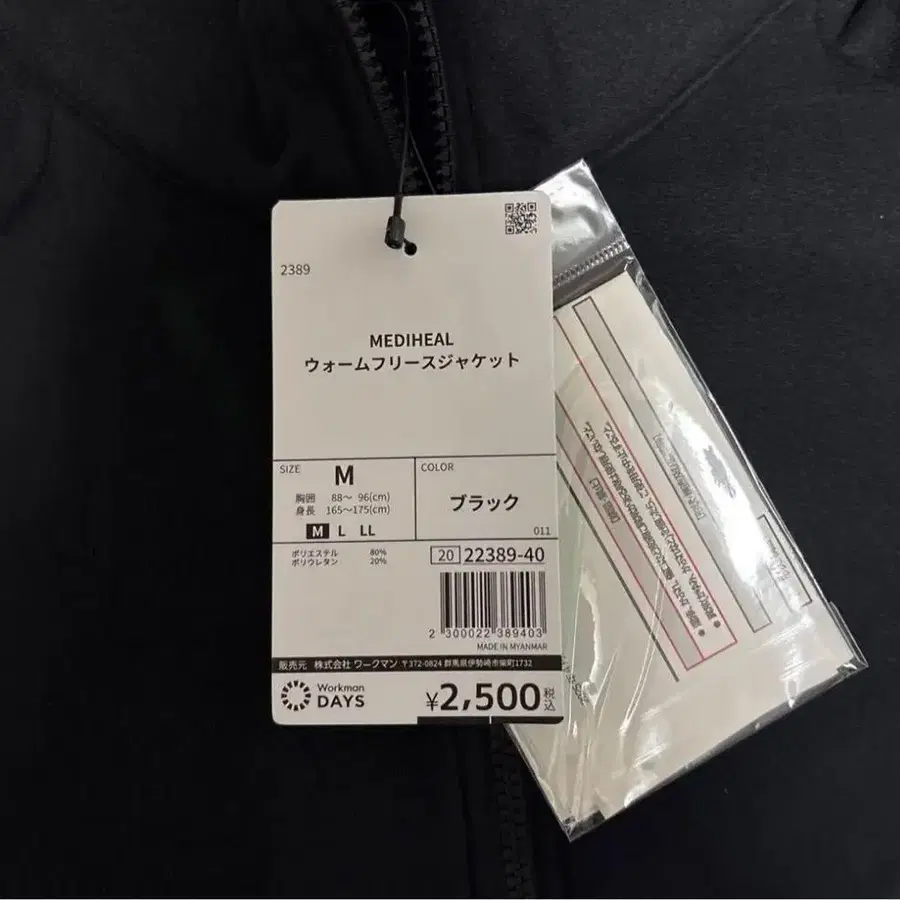 2389
MEDIHEAL
ウォームフリースジャケット
SIZE
M
胸囲 88～ 96(cm)
身長 165～175(cm)
M L LL
COLOR
ブラック
011
ポリエステル 80%
ポリウレタン 20%
20 22389-40
2 300022 389403
MADE IN MYANMAR
販売元 株式会社 ワークマン 〒372-0824 群馬県伊勢崎市柴町1732
Workman
DAYS
¥2,500税込